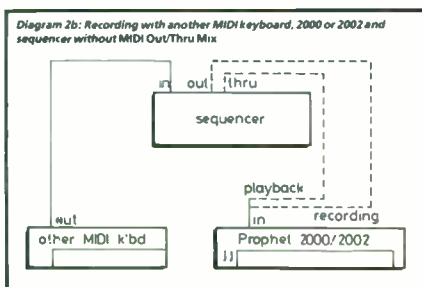 Diagram 2b: Recording with another MIDI keyboard, 2000 or 2002 and
sequencer without MIDI Out/Thru Mix
in out thru
sequencer
playback
out in recording
other MIDI k'bd Prophet 2000/2002